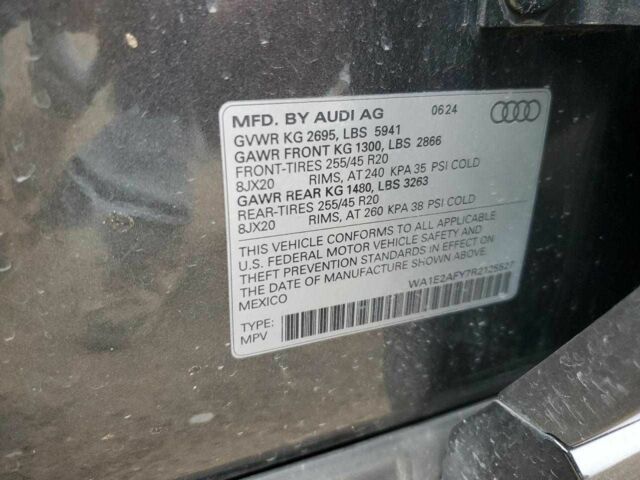 MFD. BY AUDI AG 0624
GVWR KG 2695, LBS 5941
GAWR FRONT KG 1300, LBS 2866
FRONT-TIRES 255/45 R20
8JX20 RIMS, AT 240 KPA 35 PSI COLD
GAWR REAR KG 1480, LBS 3263
REAR-TIRES 255/45 R20
8JX20 RIMS, AT 260 KPA 38 PSI COLD
THIS VEHICLE CONFORMS TO ALL APPLICABLE
U.S. FEDERAL MOTOR VEHICLE SAFETY AND
THEFT PREVENTION STANDARDS IN EFFECT ON THE
DATE OF MANUFACTURE SHOWN ABOVE.
MEXICO WA1E2AFY7R2125527
TYPE:
MPV